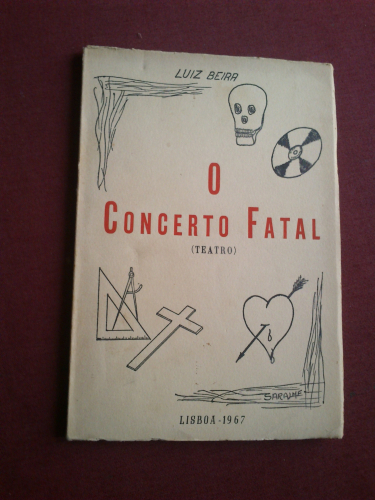 LUIZ BEIRA
O
CONCERTO FATAL
(TEATRO)
LISBOA-1967